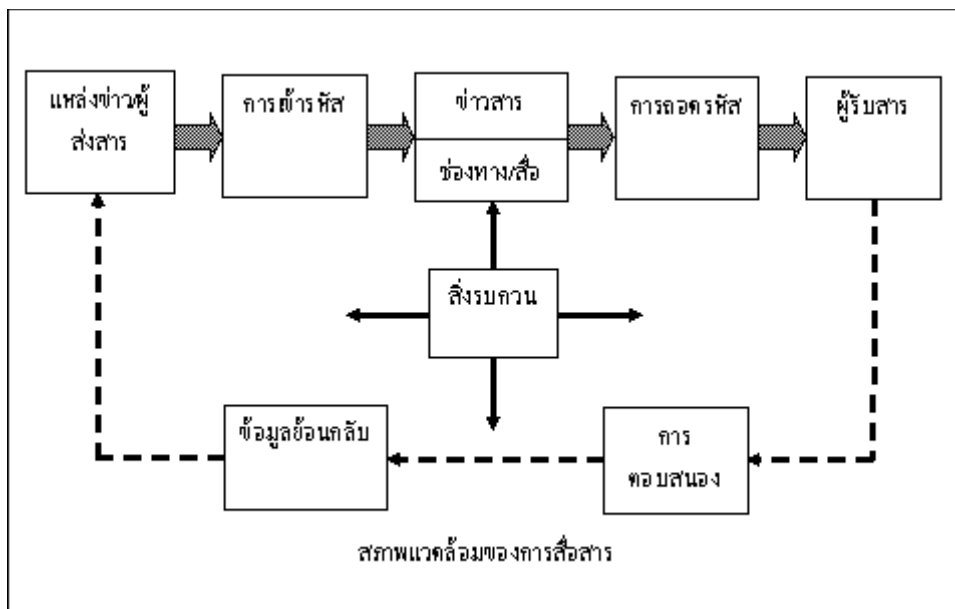 แหล่งข่าว/ผู้
ส่งสาร
การเข้ารหัส
ข่าวสาร
ช่องทาง/สื่อ
การถอดรหัส
ผู้รับสาร
สิ่งรบกวน
ข้อมูลย้อนกลับ
การ
ตอบสนอง
สภาพแวดล้อมของการสื่อสาร